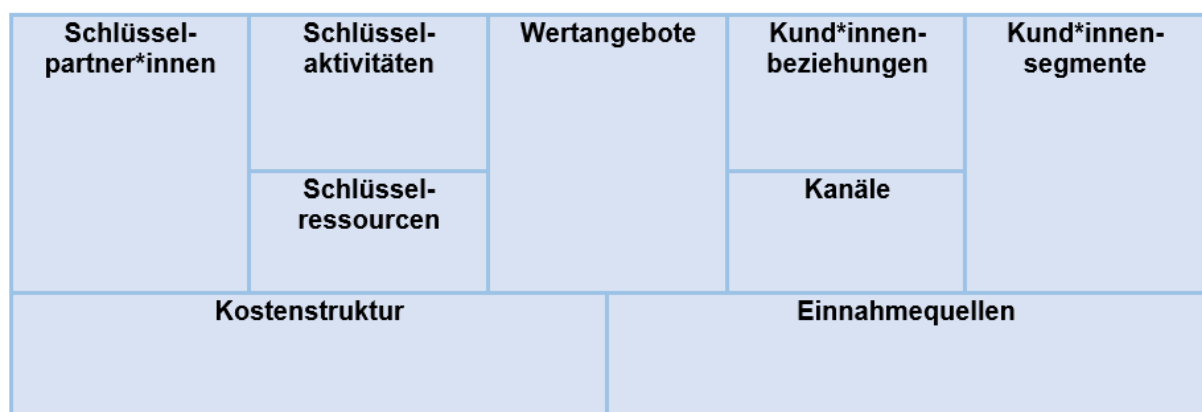 Schlüssel-
partner*innen
Schlüssel-
aktivitäten
Schlüssel-
ressourcen
Wertangebote
Kund*innen-
beziehungen
Kanäle
Kund*innen-
segmente
Kostenstruktur
Einnahmequellen